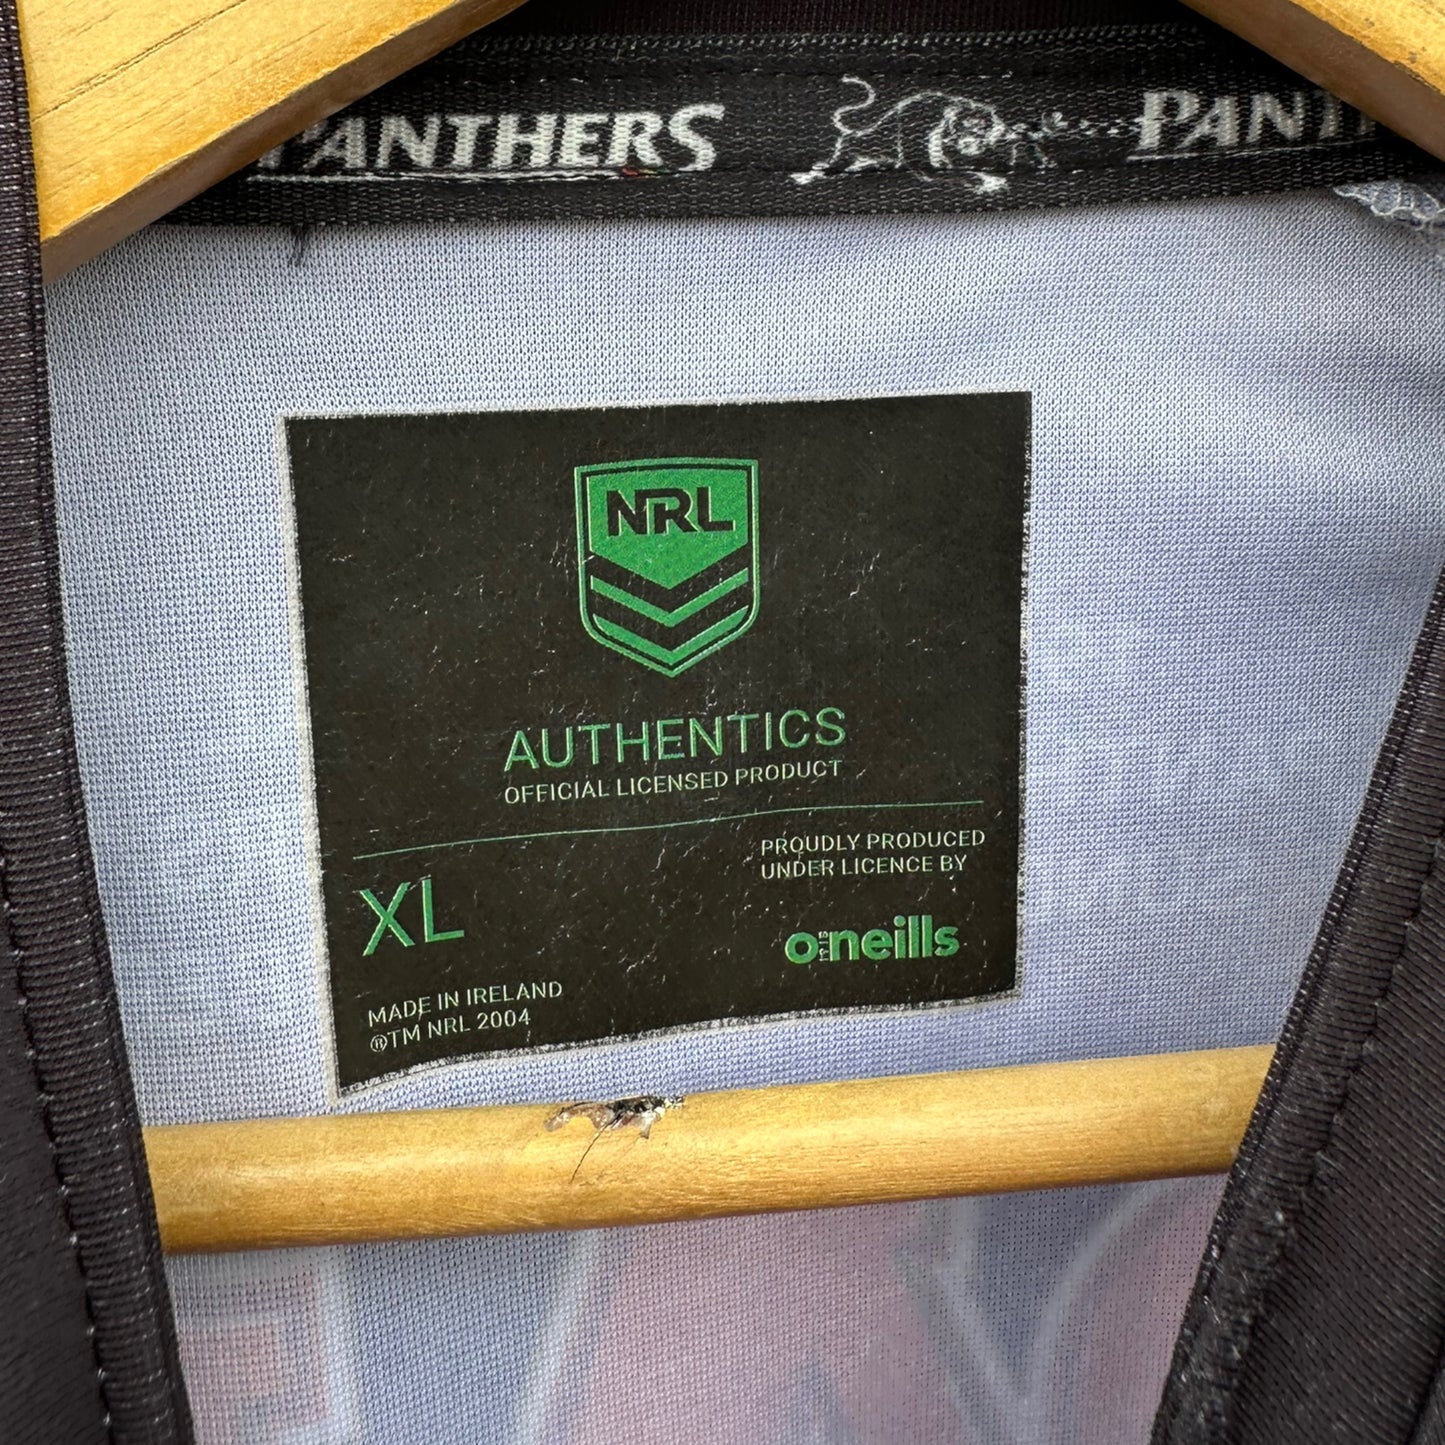 PANTHERS PANTH
NRL
AUTHENTICS
OFFICIAL LICENSED PRODUCT
PROUDLY PRODUCED
UNDER LICENCE BY
XL
o'neills
MADE IN IRELAND
®TM NRL 2004